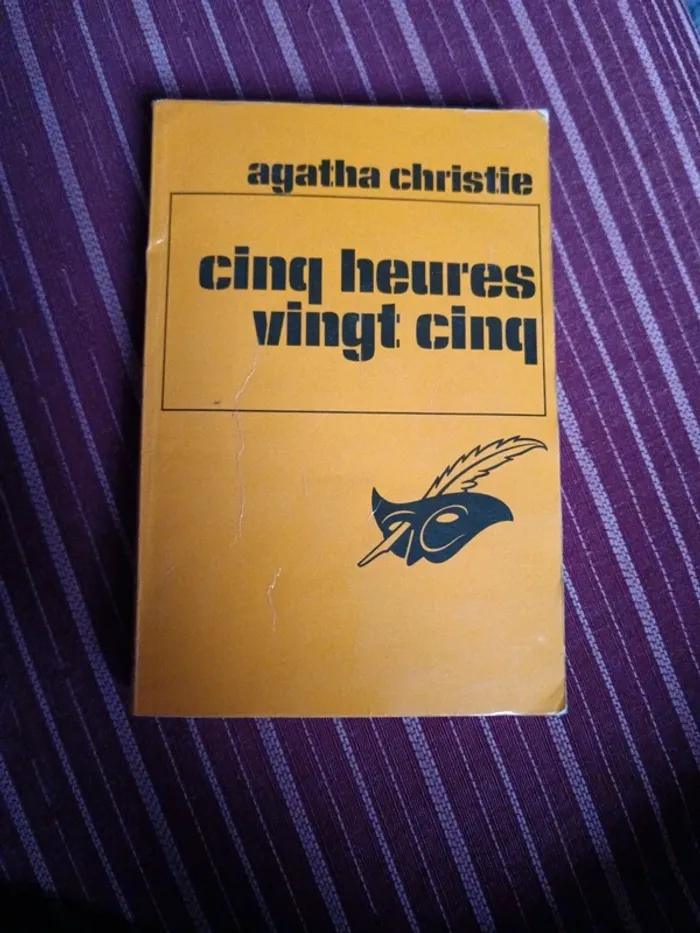 agatha christie
cinq heures
vingt cinq